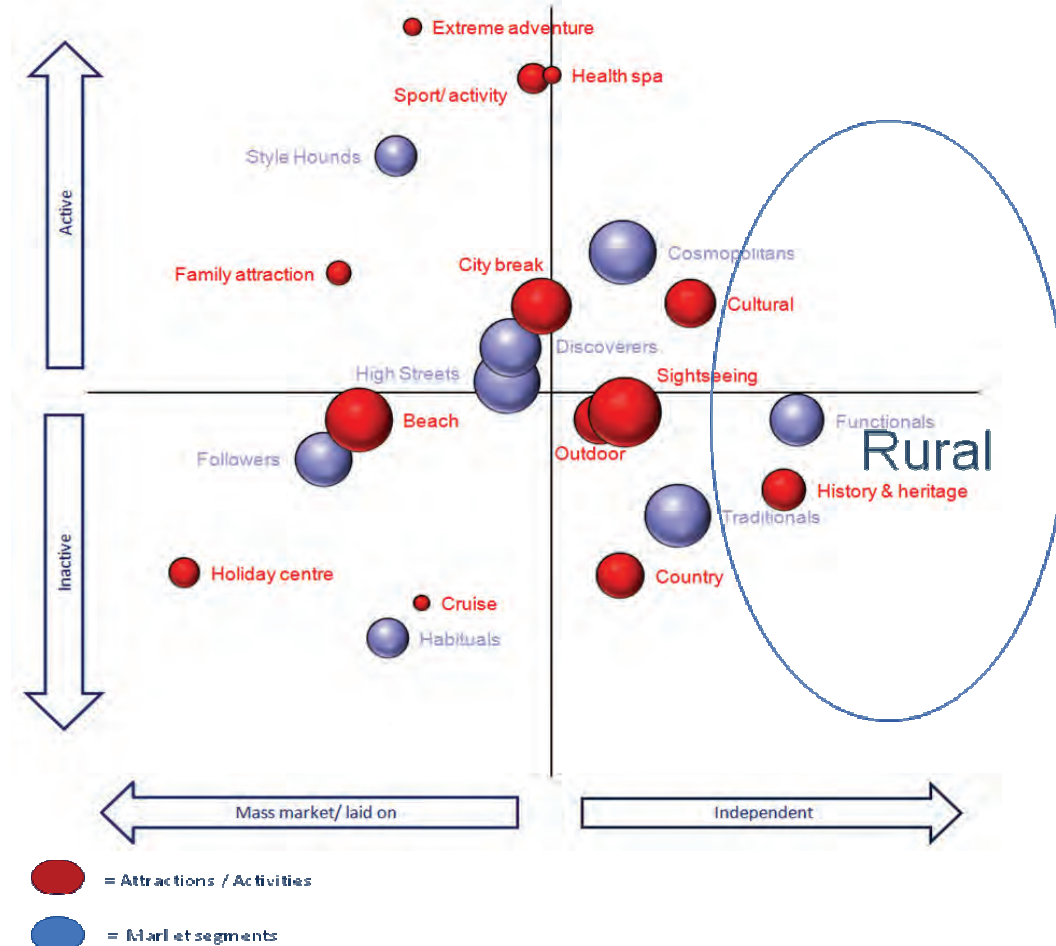 Extreme adventure
Health spa
Sport/ activity
Style Hounds
Active
Cosmopolitans
City break
Family attraction
Cultural
Discoverers
High Streets
Sightseeing
Beach
Functionals
Rural
Outdoor
Followers
History & heritage
Traditionals
Inactive
Holiday centre
Country
Cruise
Habituals
Mass market/ laid on
Independent
= Attractions / Activities
= Market segments